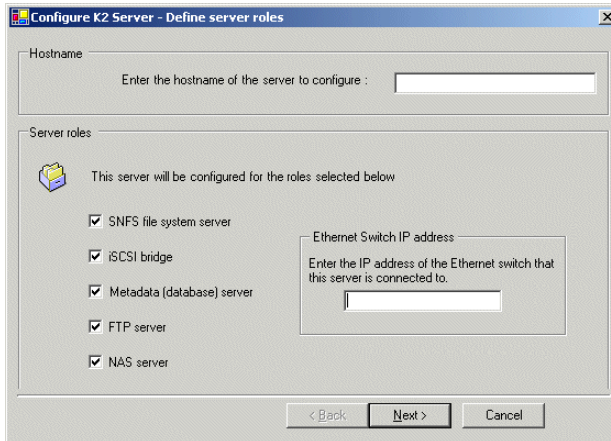 Configure K2 Server - Define server roles
Hostname
Enter the hostname of the server to configure :
Server roles
This server will be configured for the roles selected below
SNFS file system server
iSCSI bridge
Metadata (database) server
FTP server
NAS server
Ethernet Switch IP address
Enter the IP address of the Ethernet switch that
this server is connected to.
< Back
Next >
Cancel